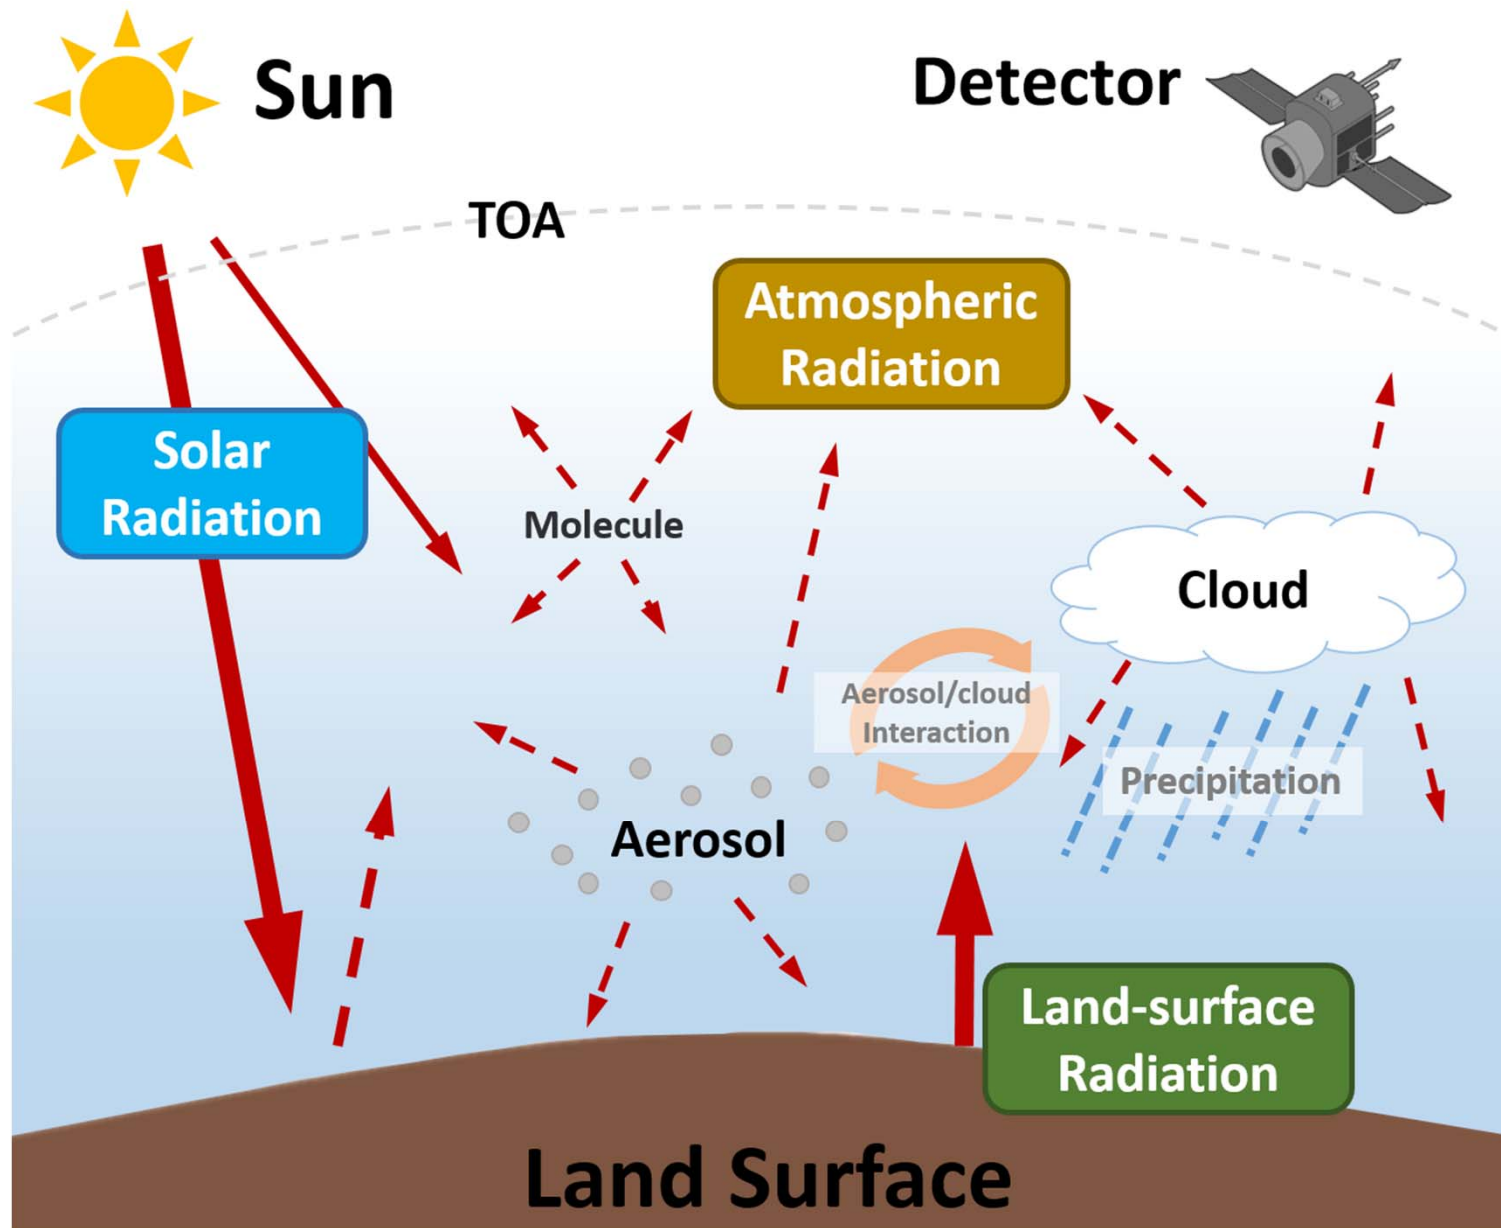 Sun
Detector
TOA
Atmospheric
Radiation
Solar
Radiation
Molecule
Cloud
Aerosol/cloud
Interaction
Precipitation
Aerosol
Land-surface
Radiation
Land Surface